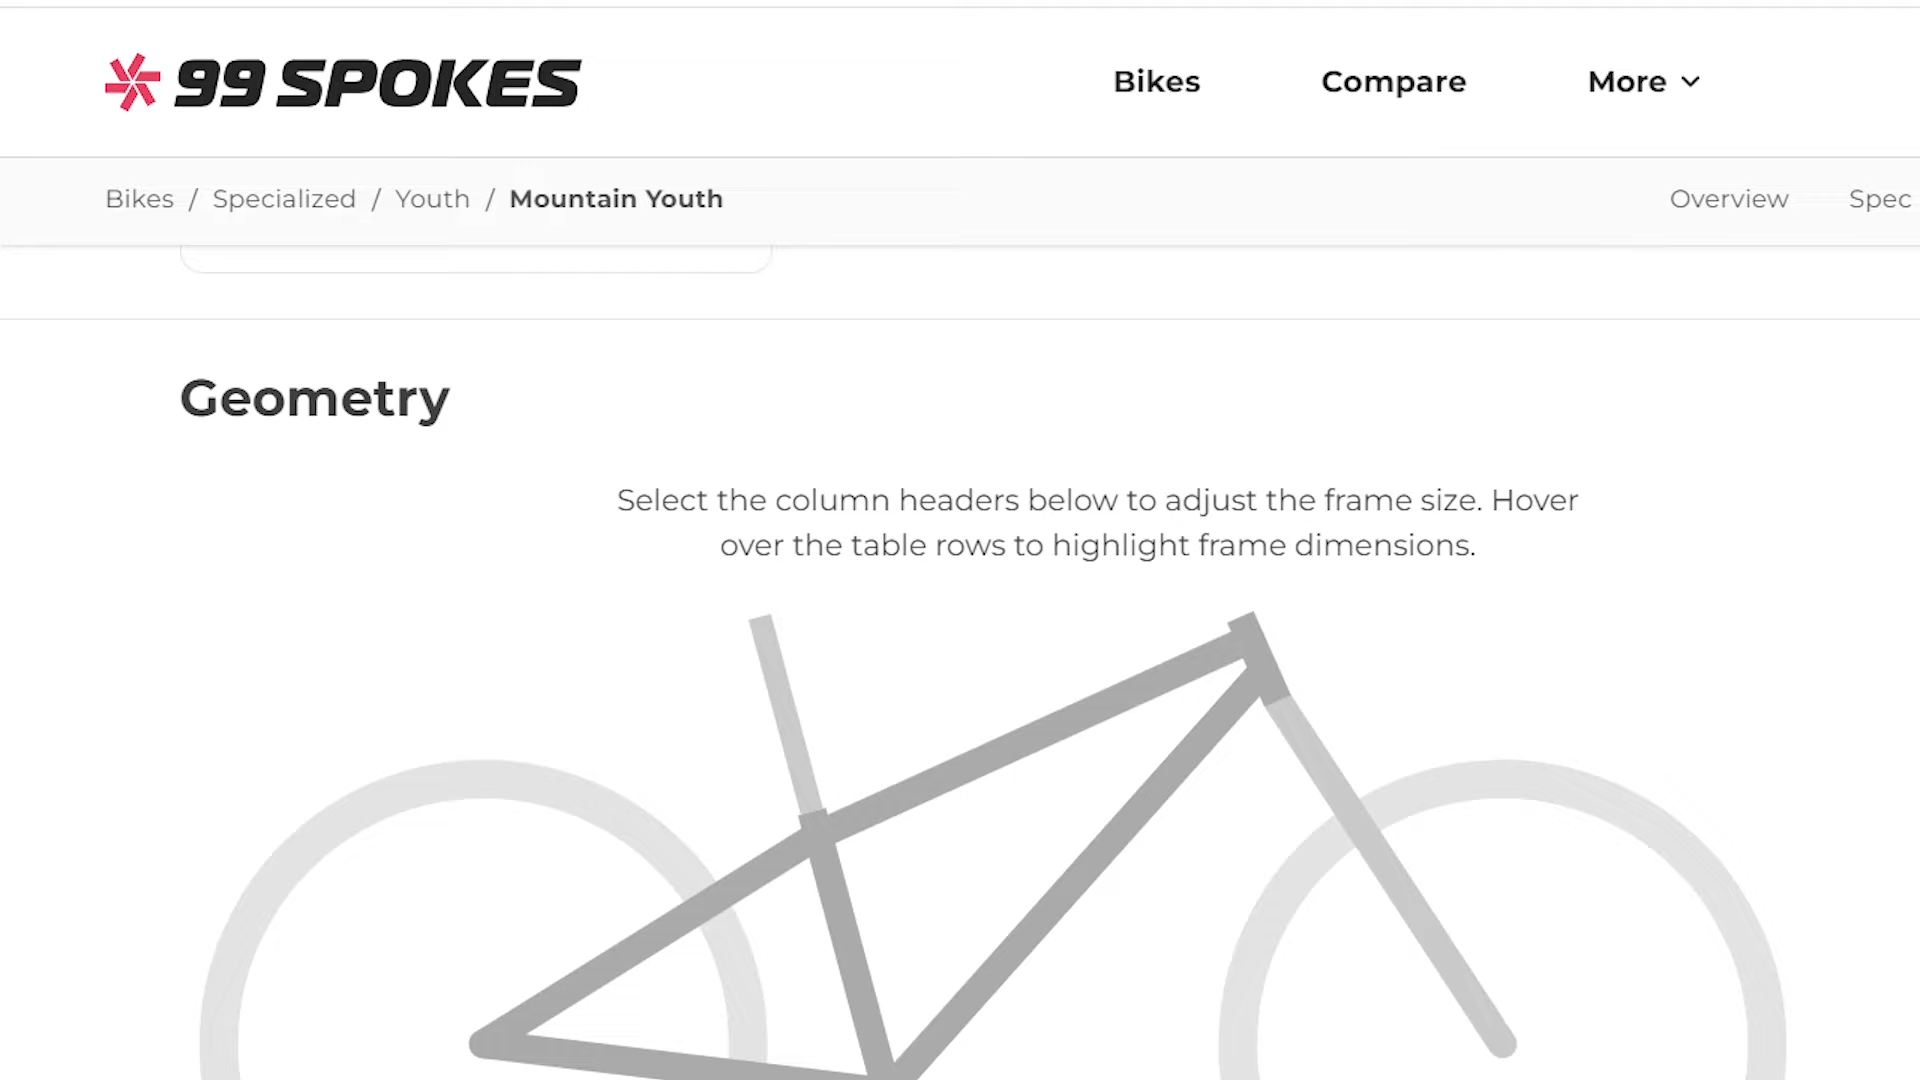 99 SPOKES
Bikes
Compare
More
Bikes / Specialized / Youth / Mountain Youth
Overview
Spec
Geometry
Select the column headers below to adjust the frame size. Hover
over the table rows to highlight frame dimensions.